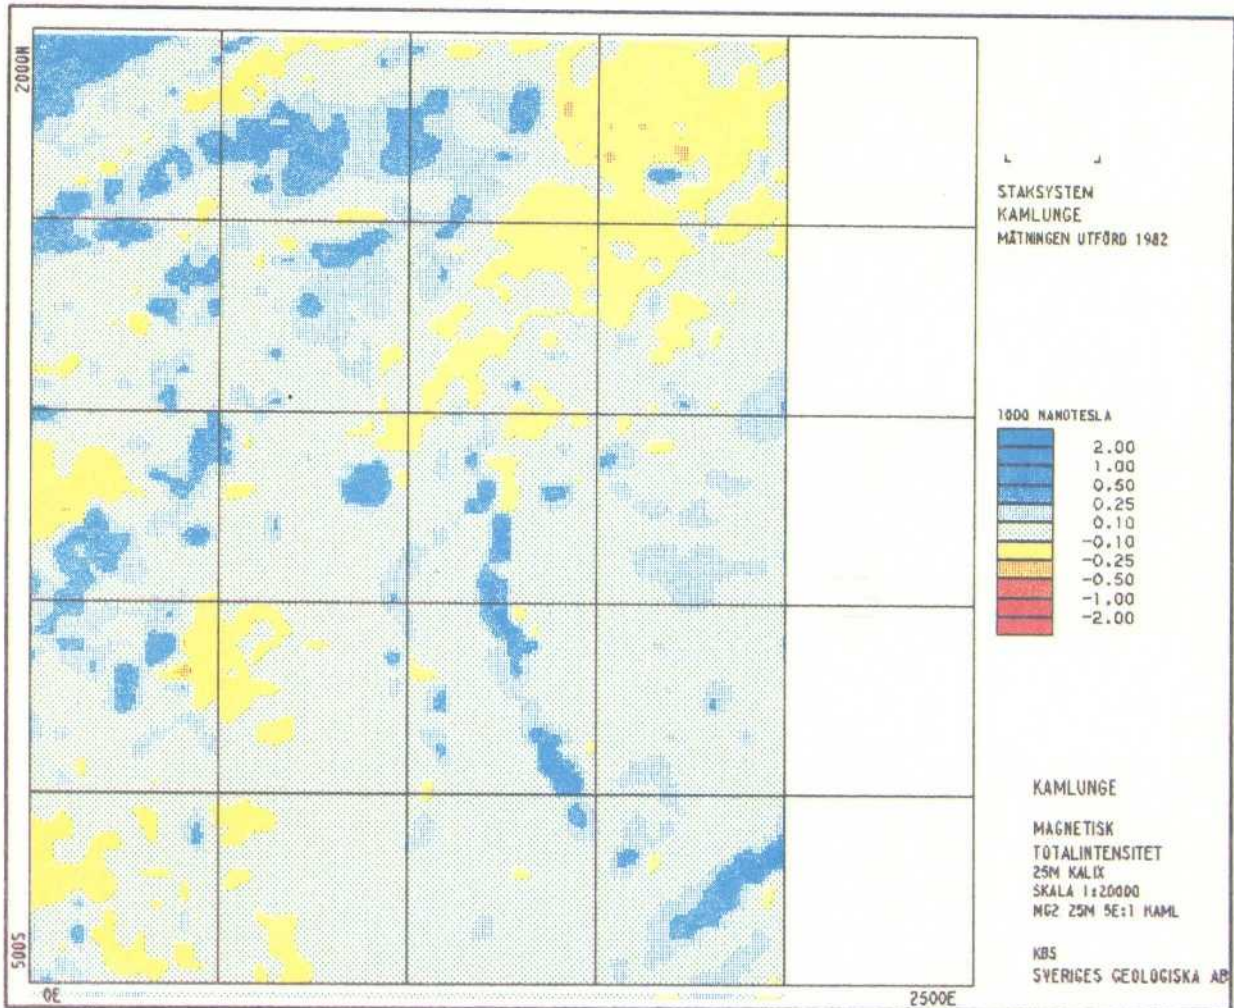 2000N
STAKSYSTEM
KAMLUNGE
MÄTNINGEN UTFÖRD 1982
1000 NANOTESLA
2.00
1.00
0.50
0.25
0.10
-0.10
-0.25
-0.50
-1.00
-2.00
KAMLUNGE
MAGNETISK
TOTALINTENSITET
25M KALIX
SKALA 1:20000
MG2 25M 5E:1 KAML
KBS
SVERIGES GEOLOGISKA AB
500S
0E
2500E